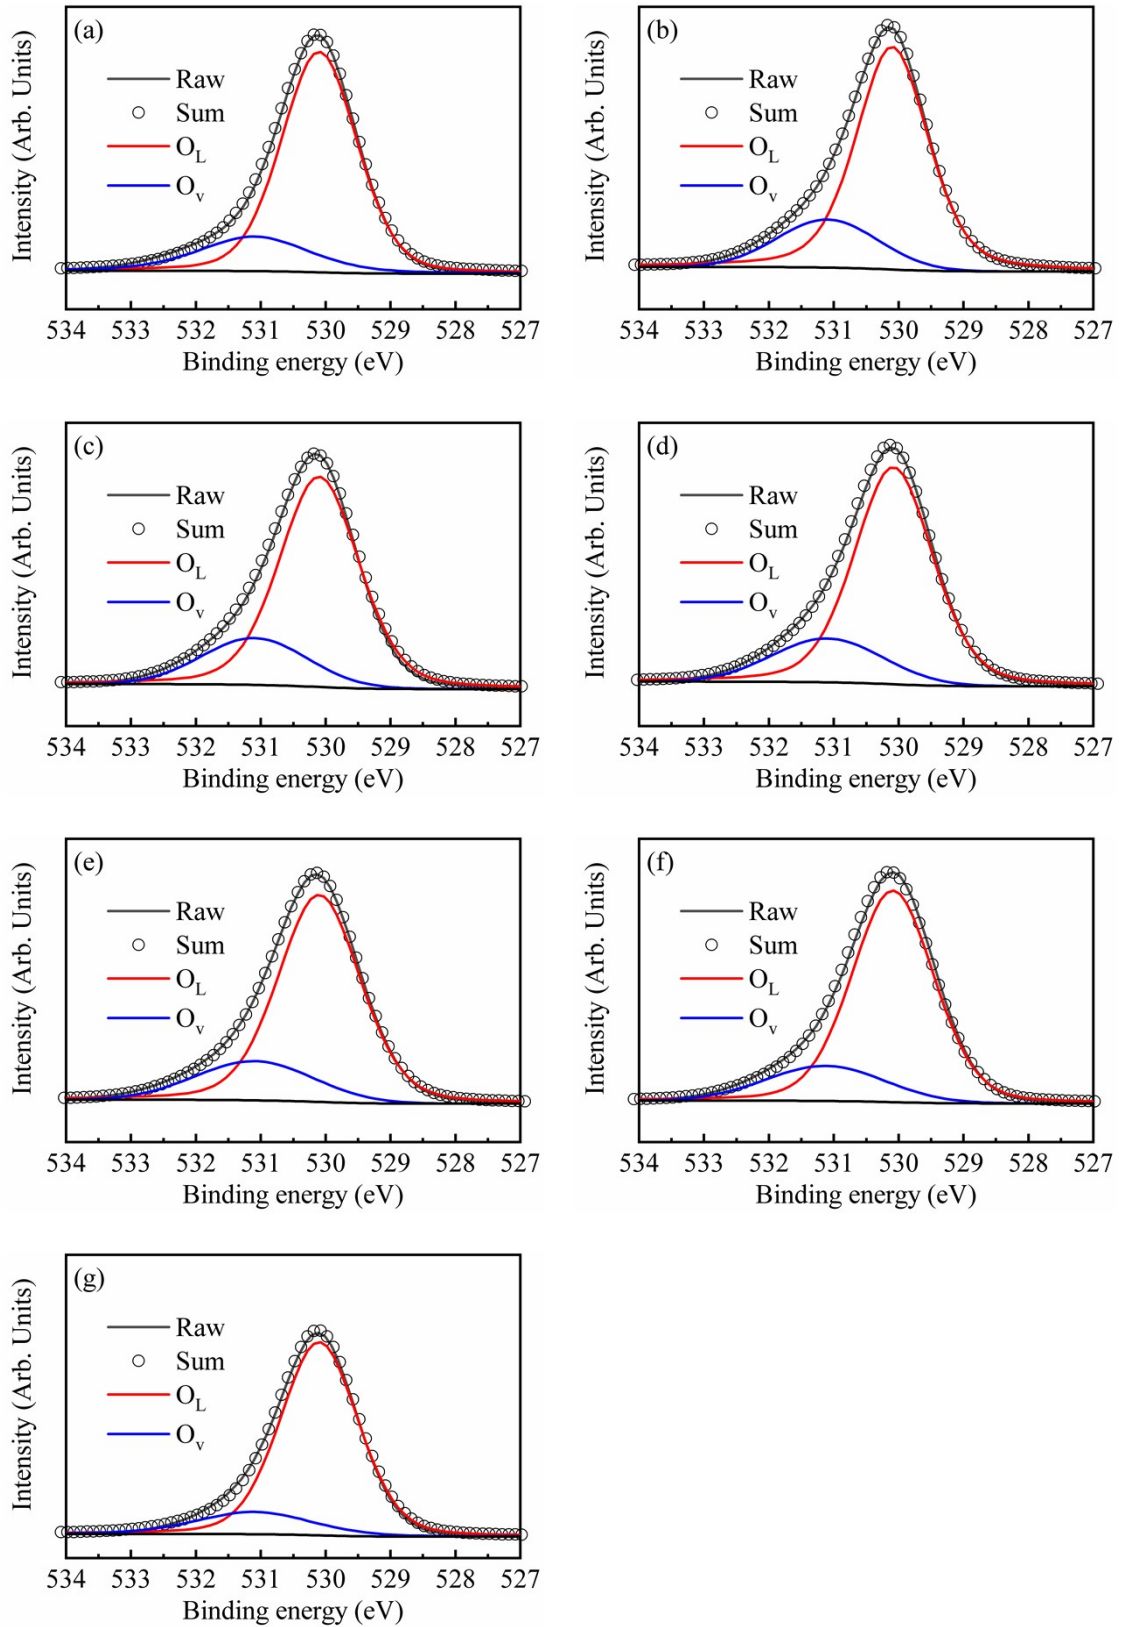 (a)
Raw
Sum
O_L
O_v
Intensity (Arb. Units)
534 533 532 531 530 529 528 527
Binding energy (eV)
(b)
Raw
Sum
O_L
O_v
Intensity (Arb. Units)
534 533 532 531 530 529 528 527
Binding energy (eV)
(c)
Raw
Sum
O_L
O_v
Intensity (Arb. Units)
534 533 532 531 530 529 528 527
Binding energy (eV)
(d)
Raw
Sum
O_L
O_v
Intensity (Arb. Units)
534 533 532 531 530 529 528 527
Binding energy (eV)
(e)
Raw
Sum
O_L
O_v
Intensity (Arb. Units)
534 533 532 531 530 529 528 527
Binding energy (eV)
(f)
Raw
Sum
O_L
O_v
Intensity (Arb. Units)
534 533 532 531 530 529 528 527
Binding energy (eV)
(g)
Raw
Sum
O_L
O_v
Intensity (Arb. Units)
534 533 532 531 530 529 528 527
Binding energy (eV)